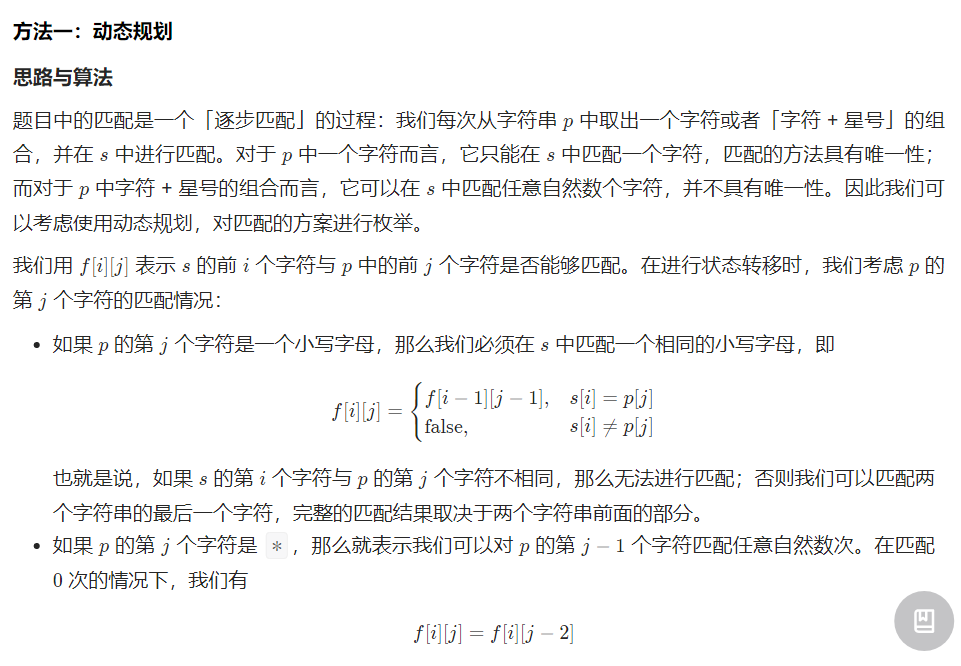 方法一：动态规划
思路与算法
题目中的匹配是一个「逐步匹配」的过程：我们每次从字符串 p 中取出一个字符或者「字符 + 星号」的组
合，并在 s 中进行匹配。对于 p 中一个字符而言，它只能在 s 中匹配一个字符，匹配的方法具有唯一性；
而对于 p 中字符 + 星号的组合而言，它可以在 s 中匹配任意自然数个字符，并不具有唯一性。因此我们可
以考虑使用动态规划，对匹配的方案进行枚举。
我们用 f[i][j] 表示 s 的前 i 个字符与 p 中的前 j 个字符是否能够匹配。在进行状态转移时，我们考虑 p 的
第 j 个字符的匹配情况：
• 如果 p 的第 j 个字符是一个小写字母，那么我们必须在 s 中匹配一个相同的小写字母，即
f[i][j] = { f[i − 1][j − 1], s[i] = p[j]
false, s[i] ≠ p[j]
也就是说，如果 s 的第 i 个字符与 p 的第 j 个字符不相同，那么无法进行匹配；否则我们可以匹配两
个字符串的最后一个字符，完整的匹配结果取决于两个字符串前面的部分。
• 如果 p 的第 j 个字符是 *，那么就表示我们可以对 p 的第 j − 1 个字符匹配任意自然数次。在匹配
0 次的情况下，我们有
f[i][j] = f[i][j − 2]